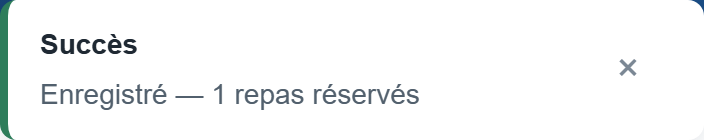 Succès
Enregistré — 1 repas réservés